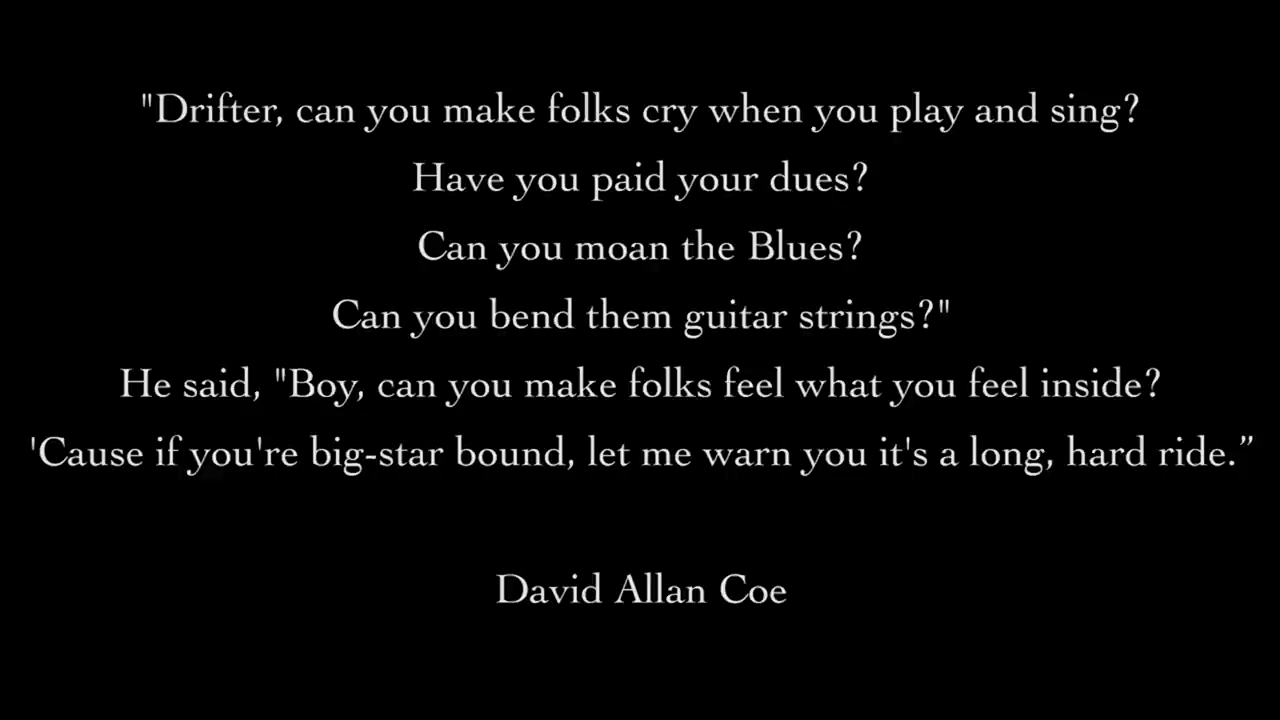 "Drifter, can you make folks cry when you play and sing?
Have you paid your dues?
Can you moan the Blues?
Can you bend them guitar strings?"
He said, "Boy, can you make folks feel what you feel inside?
'Cause if you're big-star bound, let me warn you it's a long, hard ride.”
David Allan Coe